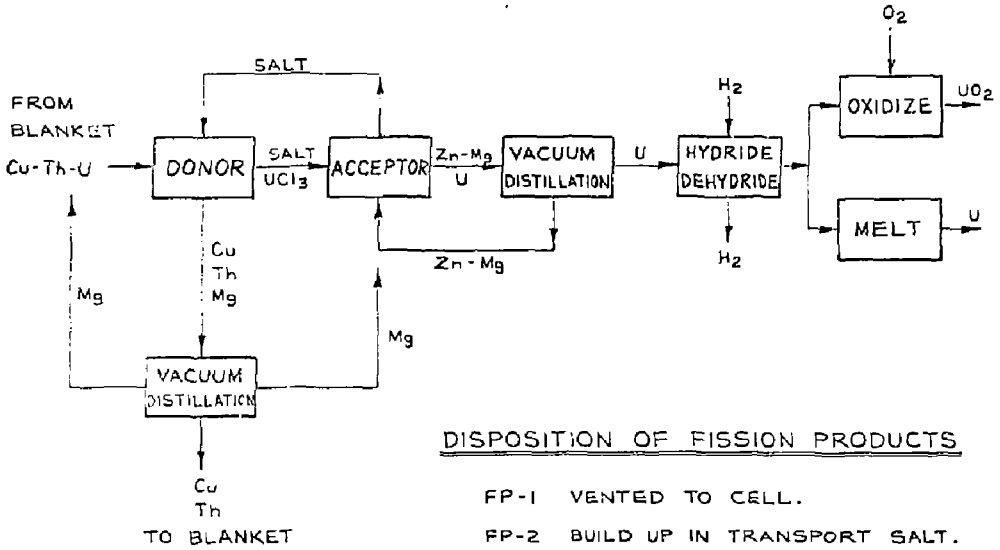 O2
SALT
FROM
BLANKET
H2
OXIDIZE
UO2
Cu-Th-U
DONOR
SALT
UCl3
ACCEPTOR
Zn-Mg
U
VACUUM
DISTILLATION
U
HYDRIDE
DEHYDRIDE
MELT
U
Zn-Mg
H2
Cu
Th
Mg
Mg
Mg
VACUUM
DISTILLATION
Cu
Th
TO BLANKET
DISPOSITION OF FISSION PRODUCTS
FP-1 VENTED TO CELL.
FP-2 BUILD UP IN TRANSPORT SALT.